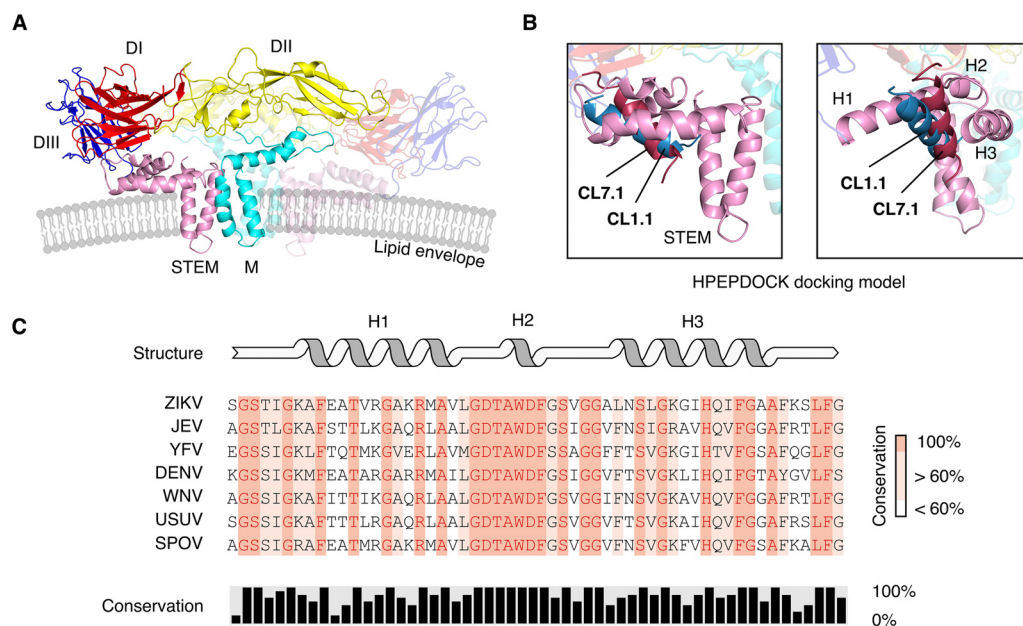 A
DI
DII
DIII
STEM
M
Lipid envelope
B
CL7.1
CL1.1
STEM
H1
H2
H3
CL1.1
CL7.1
HPEPDOCK docking model
C
H1 H2 H3
Structure
ZIKV SGSTIGKAFEATVRGAKRMAVLGDTAWDFGSVGGALNSLGKGIHQIFGAAFKSLFG
JEV AGSTLGKAFSTTLKGAQRLAALGDTAWDFGSIGGVFNSIGRAVHQVFGGAFRTLFG
YFV EGSSIGKLFTQTMKGVERLAVMGDTAWDFSSAGGFFTSVGKGIHTVFGSAFQGLFG
DENV KGSSIGKMFEATARGARRMAILGDTAWDFGSIGGVFTSVGKLIHQIFGTAYGVLFS
WNV AGSSIGKAFITTIKGAQRLAALGDTAWDFGSVGGIFNSVGKAVHQVFGGAFRTLFG
USUV SGSSIGKAFTTTLRGAQRLAALGDTAWDFGSVGGVFTSVGKAIHQVFGGAFRSLFG
SPOV AGSSIGRAFEATMRGAKRMAVLGDTAWDFGSVGGVFNSVGKFVHQVFGSAFKALFG
Conservation
100%
> 60%
< 60%
Conservation
100%
0%